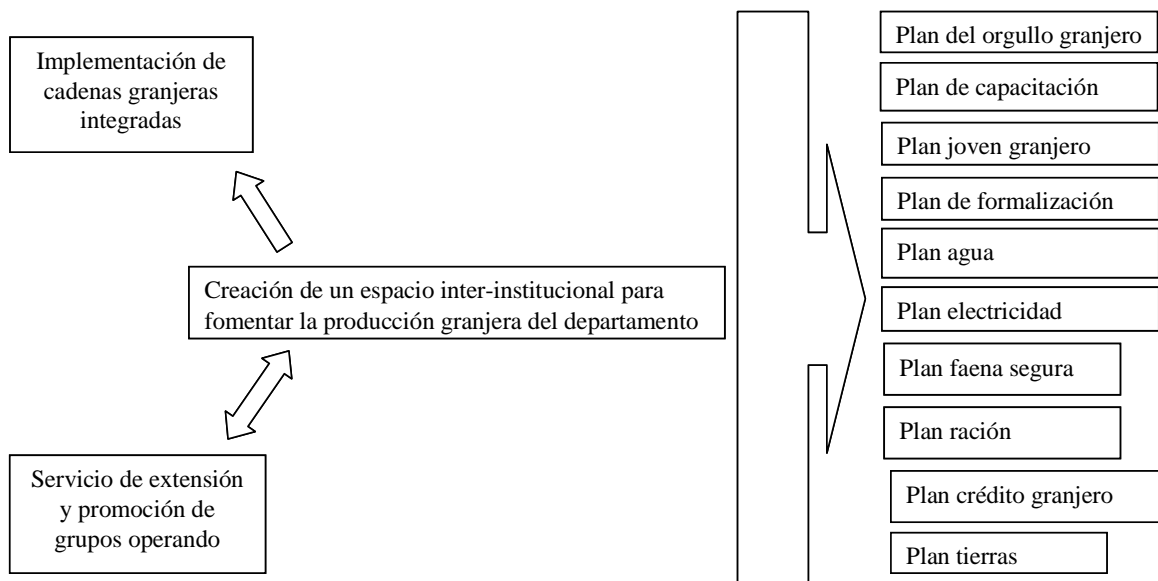 Implementación de
cadenas granjeras
integradas
Creación de un espacio inter-institucional para
fomentar la producción granjera del departamento
Servicio de extensión
y promoción de
grupos operando
Plan del orgullo granjero
Plan de capacitación
Plan joven granjero
Plan de formalización
Plan agua
Plan electricidad
Plan faena segura
Plan ración
Plan crédito granjero
Plan tierras